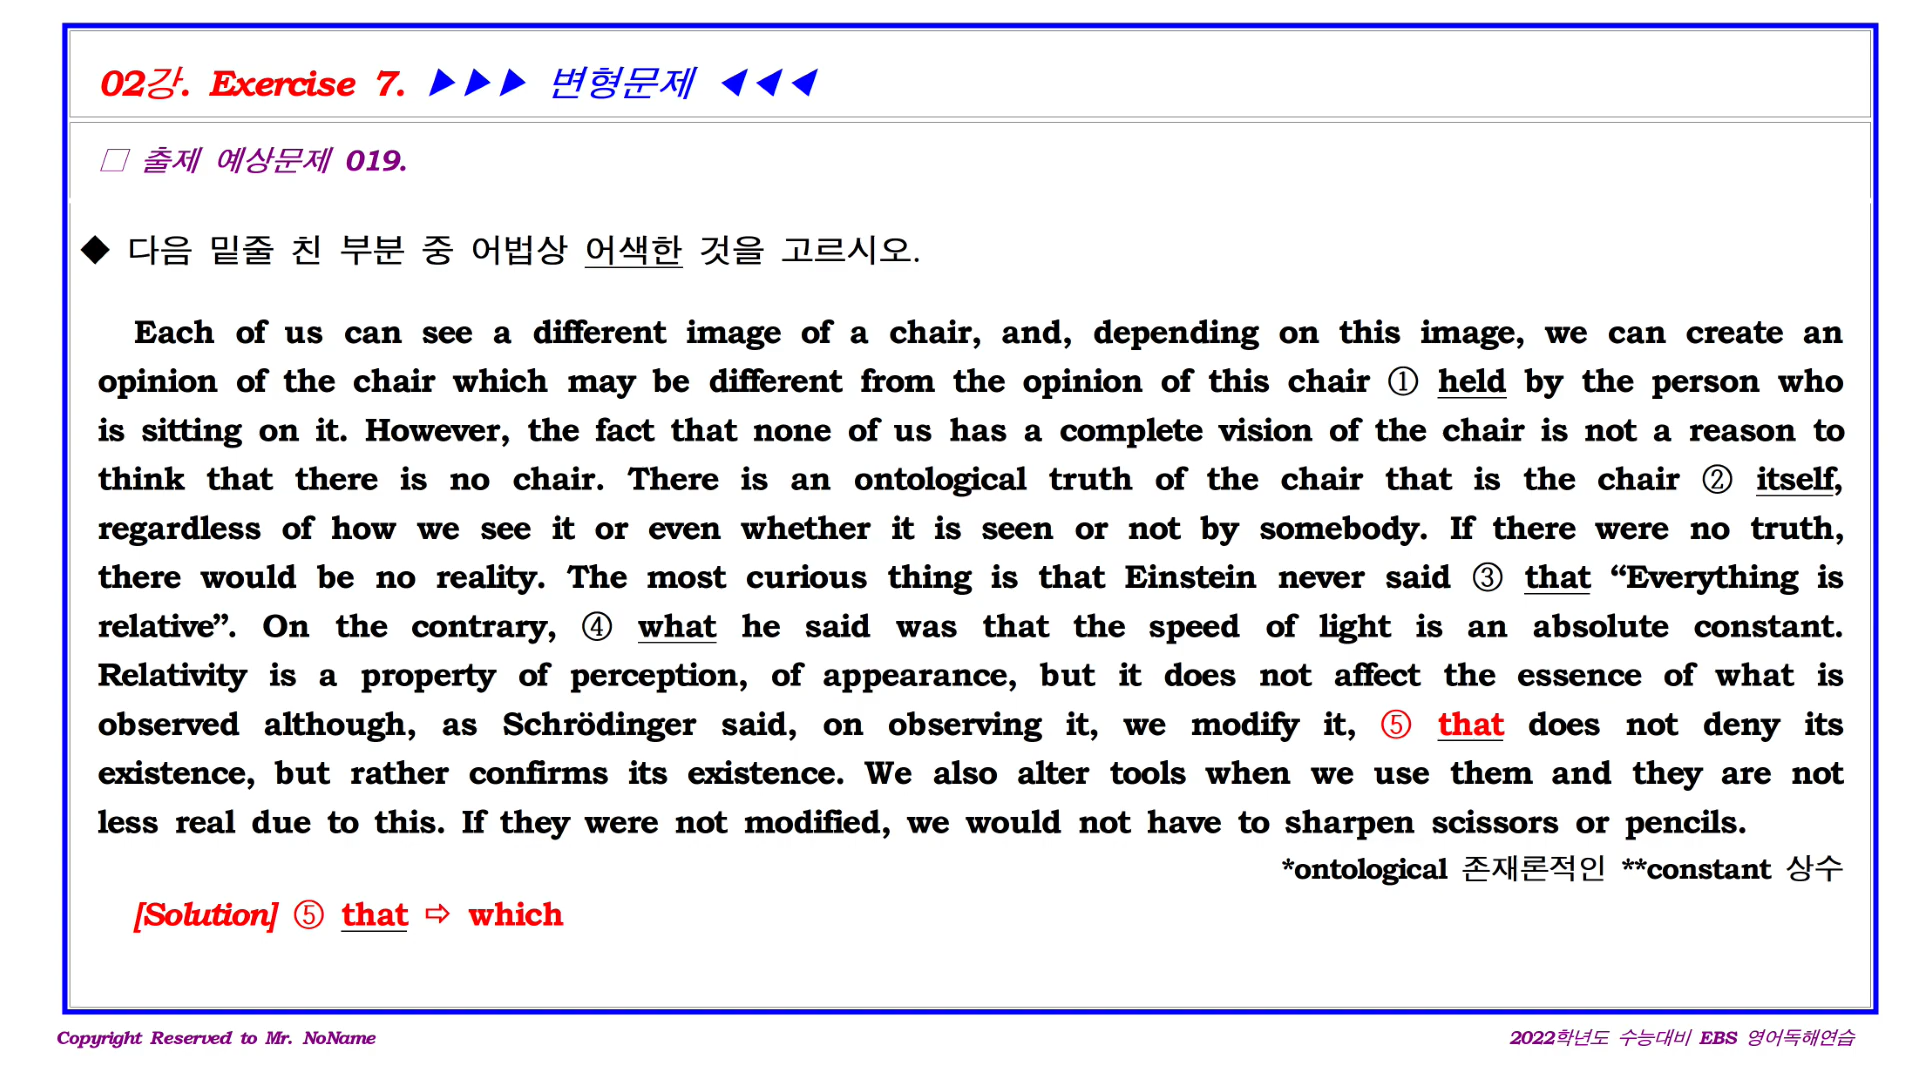 02강. Exercise 7. ▶▶▶ 변형문제 ◀◀◀
□ 출제 예상문제 019.
◆ 다음 밑줄 친 부분 중 어법상 어색한 것을 고르시오.
Each of us can see a different image of a chair, and, depending on this image, we can create an
opinion of the chair which may be different from the opinion of this chair ① held by the person who
is sitting on it. However, the fact that none of us has a complete vision of the chair is not a reason to
think that there is no chair. There is an ontological truth of the chair that is the chair ② itself,
regardless of how we see it or even whether it is seen or not by somebody. If there were no truth,
there would be no reality. The most curious thing is that Einstein never said ③ that “Everything is
relative”. On the contrary, ④ what he said was that the speed of light is an absolute constant.
Relativity is a property of perception, of appearance, but it does not affect the essence of what is
observed although, as Schrödinger said, on observing it, we modify it, ⑤ that does not deny its
existence, but rather confirms its existence. We also alter tools when we use them and they are not
less real due to this. If they were not modified, we would not have to sharpen scissors or pencils.
*ontological 존재론적인 **constant 상수
[Solution] ⑤ that ⇨ which
Copyright Reserved to Mr. NoName
2022학년도 수능대비 EBS 영어독해연습